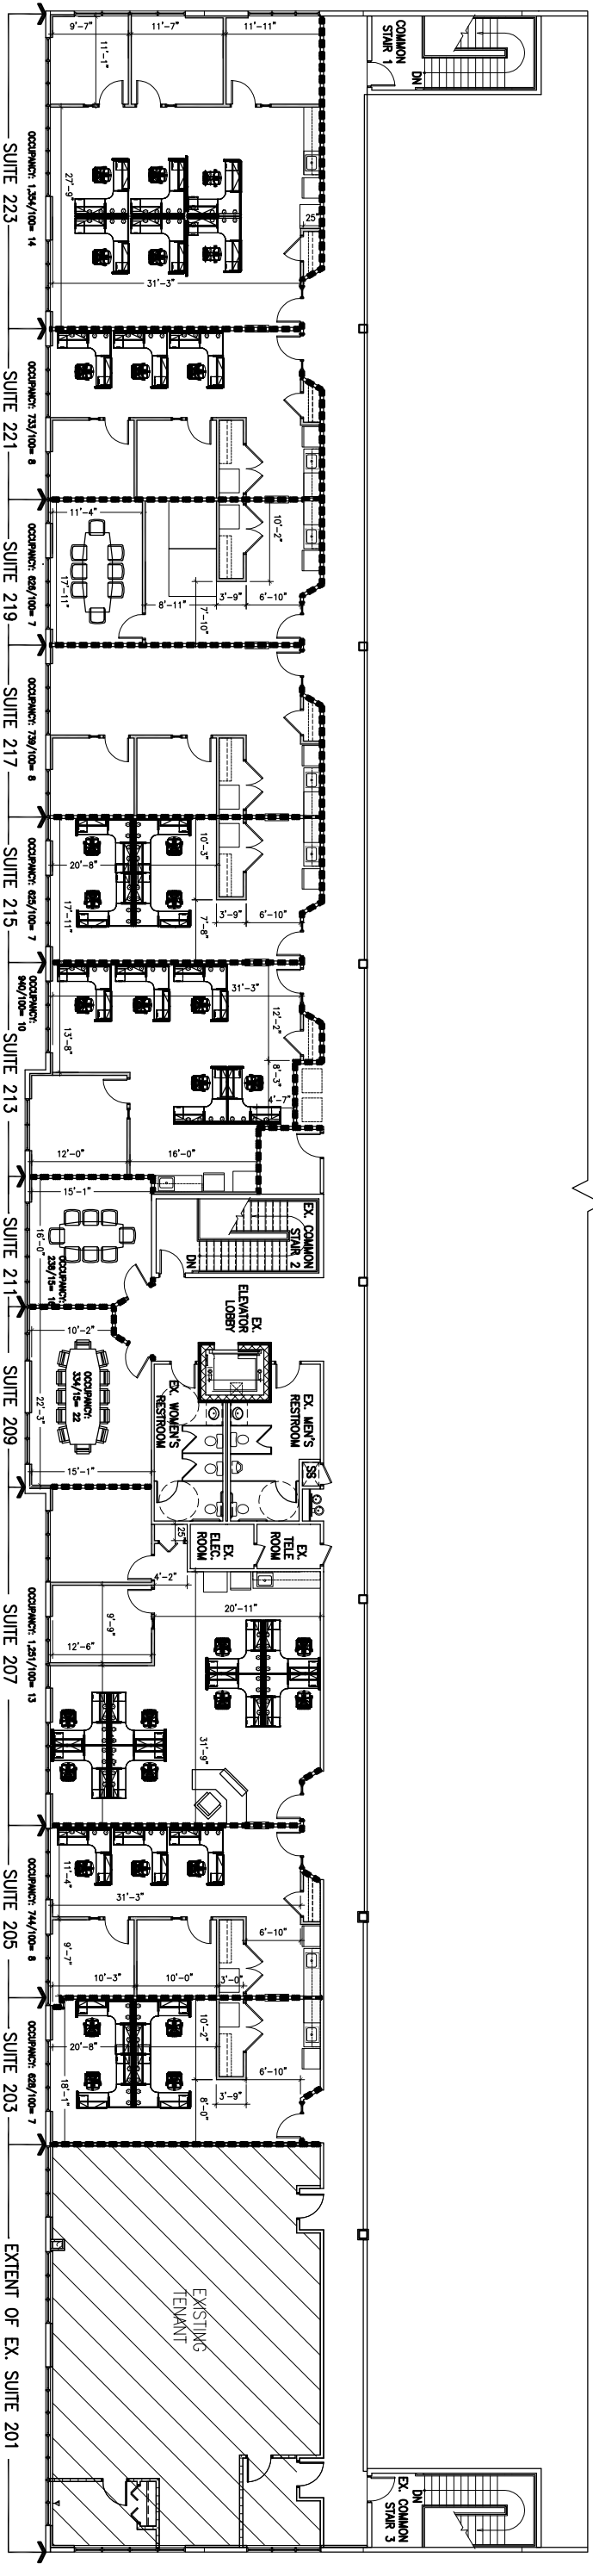 COMMON
STAIR 1
DN
9'-7"
11'-7"
11'-11"
11'-1"
27'-9"
25"
31'-3"
OCCUPANCY: 1,354/100= 14
SUITE 223
OCCUPANCY: 733/100= 8
SUITE 221
11'-4"
10'-2"
17'-11"
8'-11"
3'-9"
6'-10"
7'-10"
OCCUPANCY: 626/100= 7
SUITE 219
OCCUPANCY: 739/100= 8
SUITE 217
10'-3"
20'-8"
17'-11"
3'-9"
6'-10"
7'-8"
OCCUPANCY: 625/100= 7
SUITE 215
31'-3"
12'-2"
13'-8"
8'-3"
4'-7"
12'-0"
16'-0"
OCCUPANCY:
940/100= 10
SUITE 213
15'-1"
16'-0"
OCCUPANCY:
SUITE 211
EX. COMMON
STAIR 2
DN
EX.
ELEVATOR
LOBBY
10'-2"
OCCUPANCY:
334/15= 22
22'-3"
15'-1"
SUITE 209
EX. WOMEN'S
RESTROOM
EX. MEN'S
RESTROOM
SB
25"
EX.
ELEC.
ROOM
EX.
TELE
ROOM
4'-2"
9'-9"
12'-6"
20'-11"
31'-9"
OCCUPANCY: 1,251/100= 13
SUITE 207
11'-4"
31'-3"
6'-10"
9'-7"
10'-3"
10'-0"
3'-0"
OCCUPANCY: 744/100= 8
SUITE 205
10'-2"
20'-8"
6'-10"
3'-9"
18'-1"
8'-0"
OCCUPANCY: 628/100= 7
SUITE 203
EXISTING
TENANT
EXTENT OF EX. SUITE 201
DN
EX. COMMON
STAIR 3